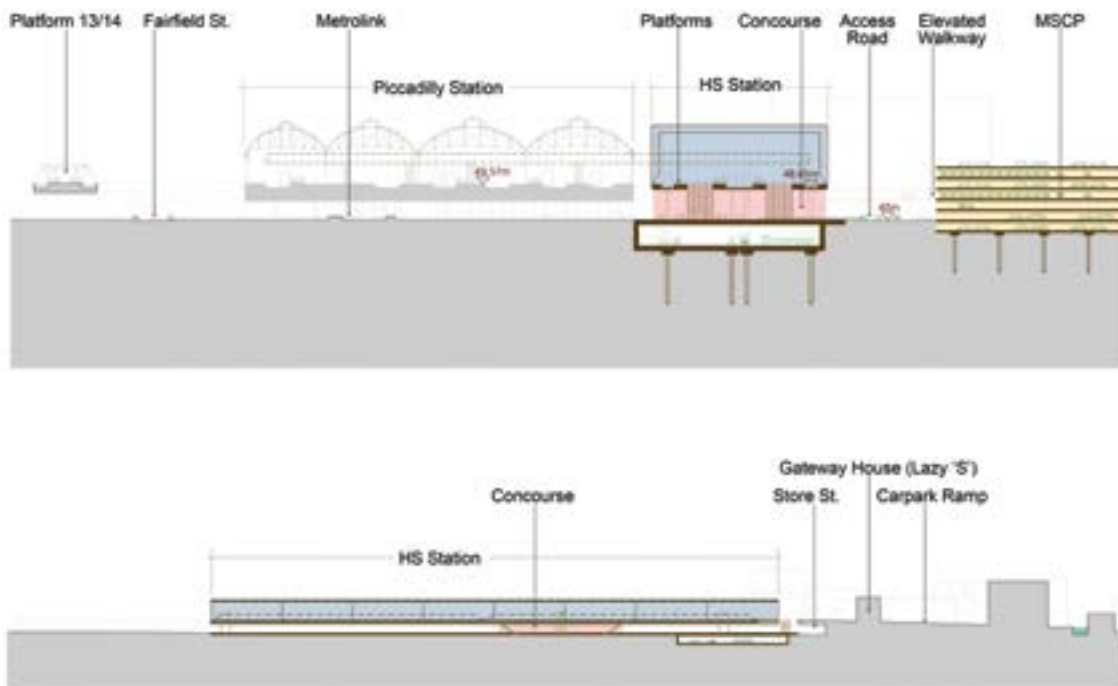 Platform 13/14
Fairfield St.
Metrolink
Platforms
Concourse
Access
Road
Elevated
Walkway
MSCP
Piccadilly Station
HS Station
Gateway House (Lazy 'S')
Concourse
Store St.
Carpark Ramp
HS Station